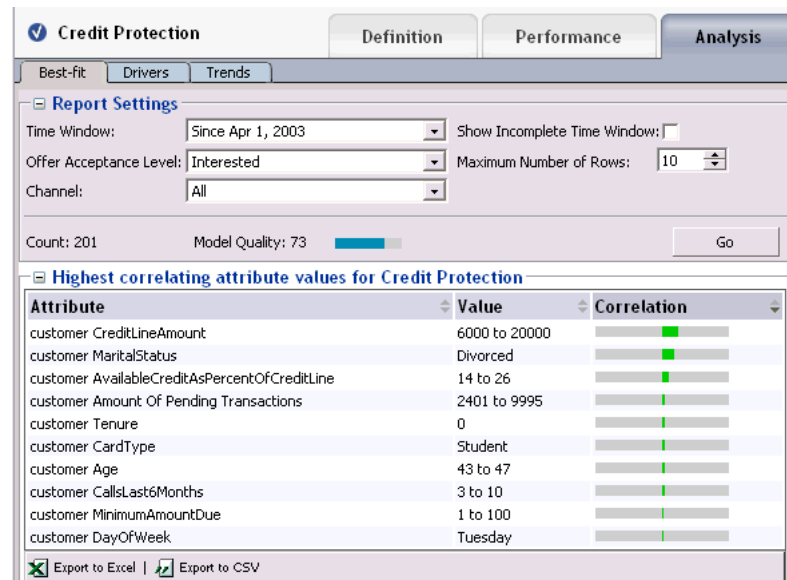 Credit Protection Definition Performance Analysis
Best-fit Drivers Trends
Report Settings
Time Window: Since Apr 1, 2003 Show Incomplete Time Window:
Offer Acceptance Level: Interested Maximum Number of Rows: 10
Channel: All
Count: 201 Model Quality: 73 Go
Highest correlating attribute values for Credit Protection
Attribute Value Correlation
customer CreditLineAmount 6000 to 20000
customer MaritalStatus Divorced
customer AvailableCreditAsPercentOfCreditLine 14 to 26
customer Amount Of Pending Transactions 2401 to 9995
customer Tenure 0
customer CardType Student
customer Age 43 to 47
customer CallsLast6Months 3 to 10
customer MinimumAmountDue 1 to 100
customer DayOfWeek Tuesday
Export to Excel | Export to CSV